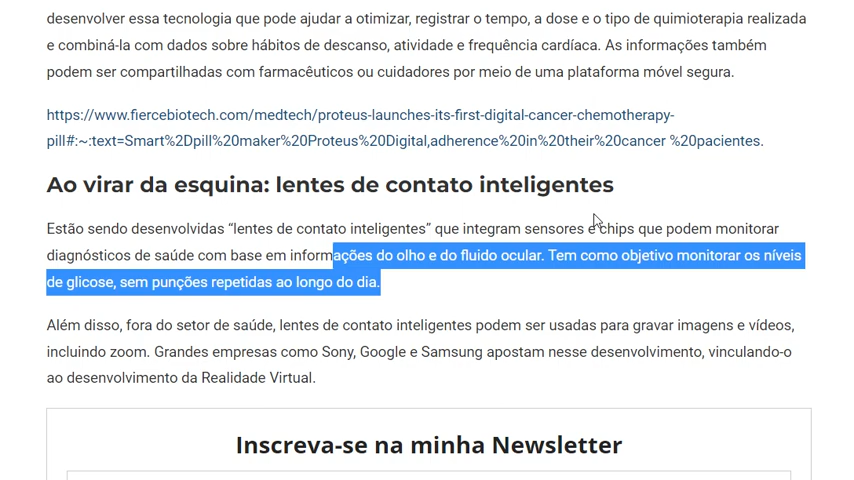 desenvolver essa tecnologia que pode ajudar a otimizar, registrar o tempo, a dose e o tipo de quimioterapia realizada
e combiná-la com dados sobre hábitos de descanso, atividade e frequência cardíaca. As informações também
podem ser compartilhadas com farmacêuticos ou cuidadores por meio de uma plataforma móvel segura.
https://www.fiercebiotech.com/medtech/proteus-launches-its-first-digital-cancer-chemotherapy-
pill#:~:text=Smart%2Dpill%20maker%20Proteus%20Digital,adherence%20in%20their%20cancer %20pacientes.
Ao virar da esquina: lentes de contato inteligentes
Estão sendo desenvolvidas “lentes de contato inteligentes” que integram sensores e chips que podem monitorar
diagnósticos de saúde com base em informações do olho e do fluido ocular. Tem como objetivo monitorar os níveis
de glicose, sem punções repetidas ao longo do dia.
Além disso, fora do setor de saúde, lentes de contato inteligentes podem ser usadas para gravar imagens e vídeos,
incluindo zoom. Grandes empresas como Sony, Google e Samsung apostam nesse desenvolvimento, vinculando-o
ao desenvolvimento da Realidade Virtual.
Inscreva-se na minha Newsletter